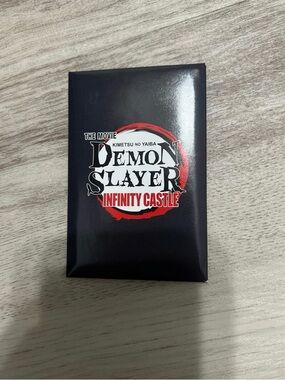 THE MOVIE
KIMETSU NO YAIBA
DEMON
SLAYER
INFINITY CASTLE